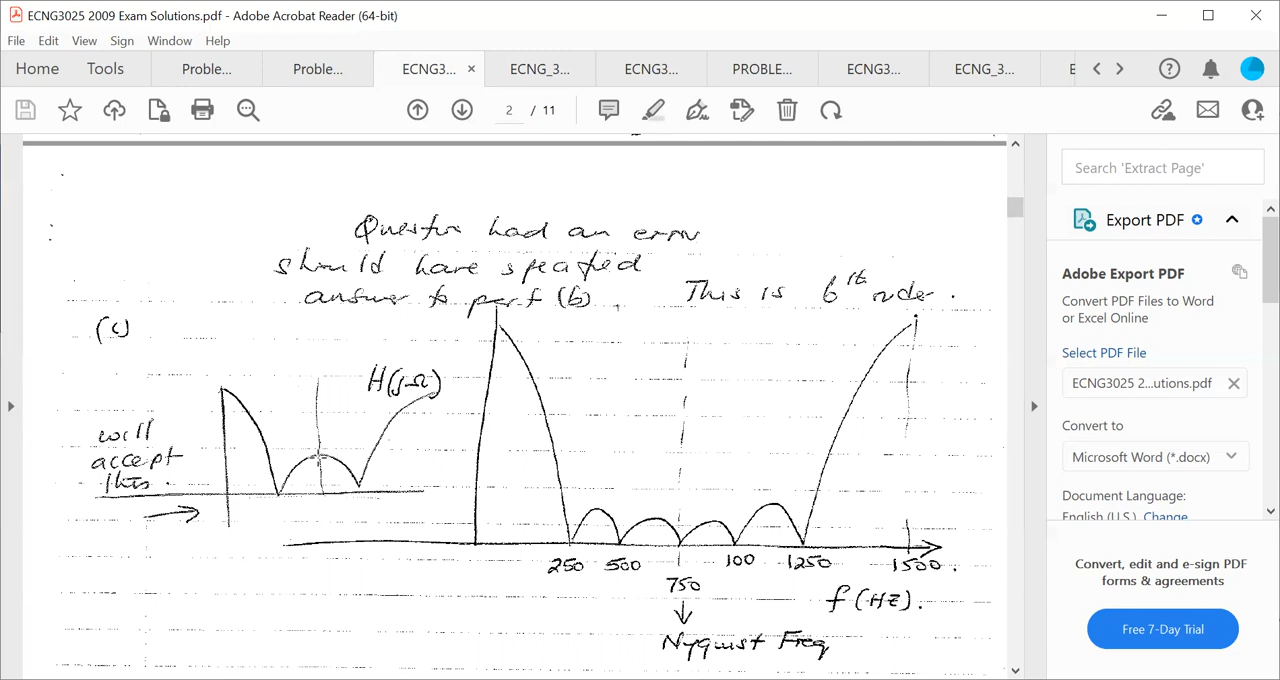 ECNG3025 2009 Exam Solutions.pdf - Adobe Acrobat Reader (64-bit)
File Edit View Sign Window Help
Home Tools Proble... Proble... ECNG3... × ECNG_3... ECNG3... PROBLE... ECNG3... ECNG_3... E
2 / 11
Search 'Extract Page'
Export PDF
Adobe Export PDF
Convert PDF Files to Word
or Excel Online
Select PDF File
ECNG3025 2...utions.pdf
Convert to
Microsoft Word (*.docx)
Document Language:
English (U.S.) Change
Convert, edit and e-sign PDF
forms & agreements
Free 7-Day Trial
Question had an error
should have specified
answer to part (b).
This is 6th order.
(c)
H(jΩ)
will
accept
this.
250 500 750 100 1250 1500.
f (HZ).
Nyquist Freq